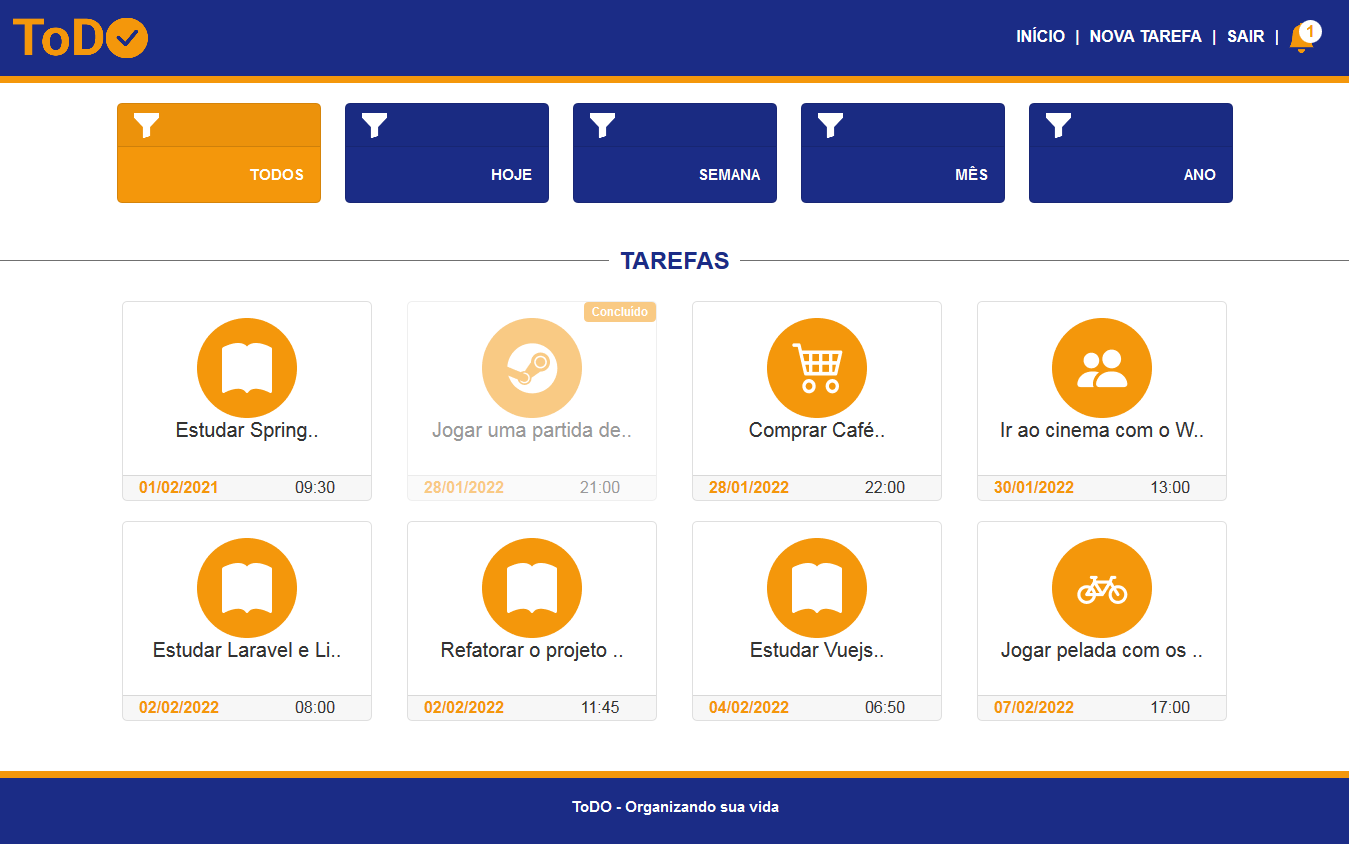 ToDO
INÍCIO | NOVA TAREFA | SAIR | 1
TODOS
HOJE
SEMANA
MÊS
ANO
TAREFAS
Estudar Spring..
01/02/2021 09:30
Concluído
Jogar uma partida de..
28/01/2022 21:00
Comprar Café..
28/01/2022 22:00
Ir ao cinema com o W..
30/01/2022 13:00
Estudar Laravel e Li..
02/02/2022 08:00
Refatorar o projeto ..
02/02/2022 11:45
Estudar Vuejs..
04/02/2022 06:50
Jogar pelada com os ..
07/02/2022 17:00
ToDO - Organizando sua vida